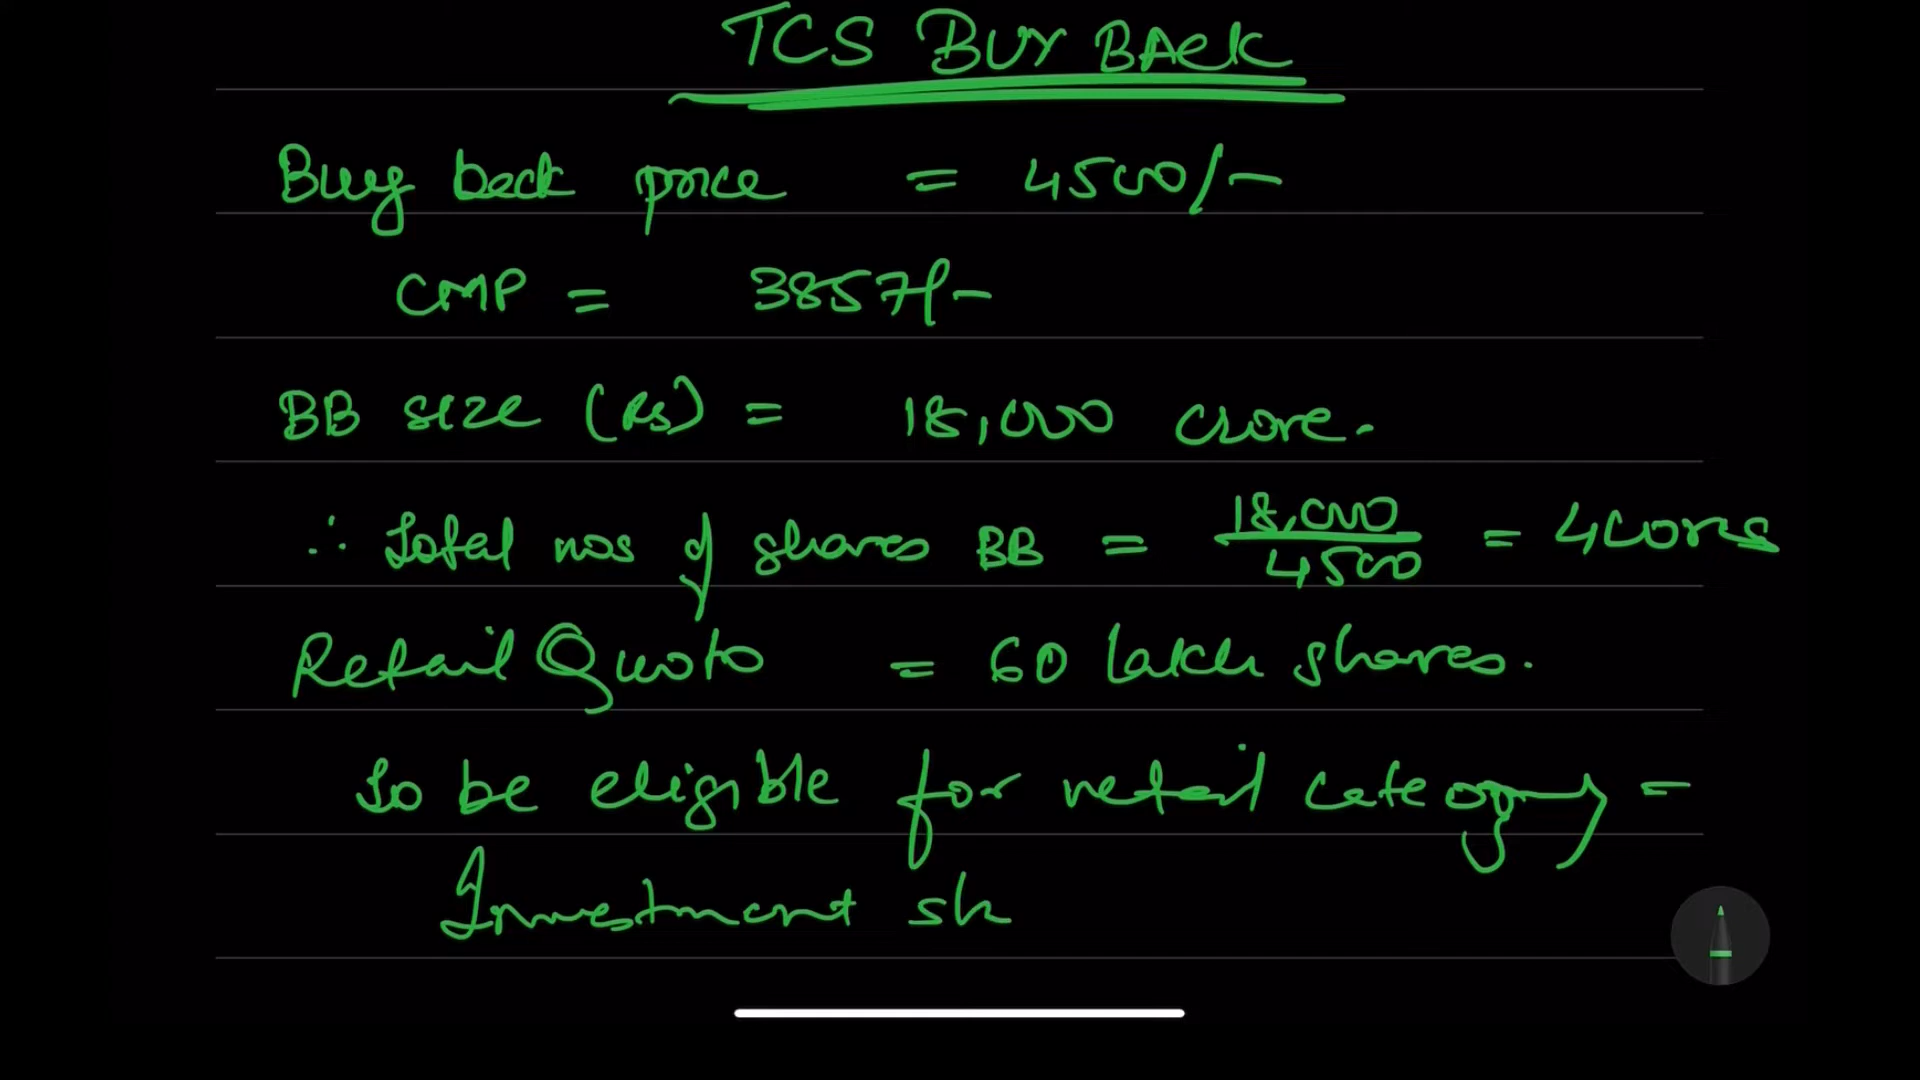 TCS BUY BACK
Buy back price = 4500/-
CMP = 3857/-
BB size (Rs) = 18,000 crore.
∴ Total nos of shares BB = 18,000/4500 = 4 crores
Retail Quota = 60 lakh shares.
To be eligible for retail category =
Investment sh